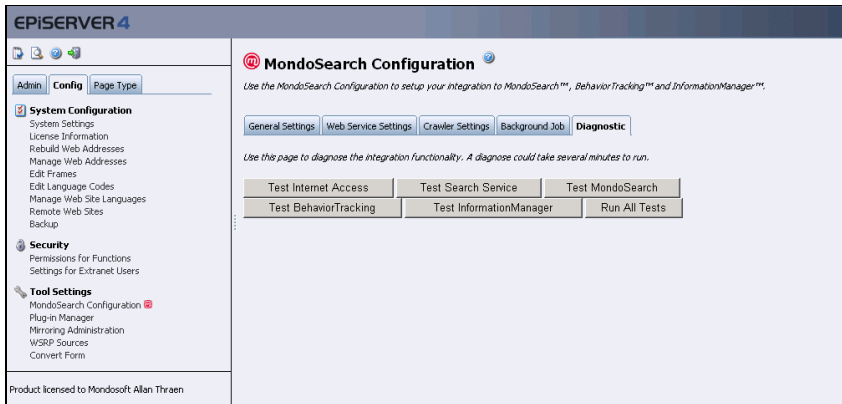 EPiSERVER 4
Admin Config Page Type
System Configuration
System Settings
License Information
Rebuild Web Addresses
Manage Web Addresses
Edit Frames
Edit Language Codes
Manage Web Site Languages
Remote Web Sites
Backup
Security
Permissions for Functions
Settings for Extranet Users
Tool Settings
MondoSearch Configuration
Plug-in Manager
Mirroring Administration
WSRP Sources
Convert Form
Product licensed to Mondosoft Allan Thraen
MondoSearch Configuration
Use the MondoSearch Configuration to setup your integration to MondoSearch™, BehaviorTracking™ and InformationManager™.
General Settings Web Service Settings Crawler Settings Background Job Diagnostic
Use this page to diagnose the integration functionality. A diagnose could take several minutes to run.
Test Internet Access Test Search Service Test MondoSearch
Test BehaviorTracking Test InformationManager Run All Tests